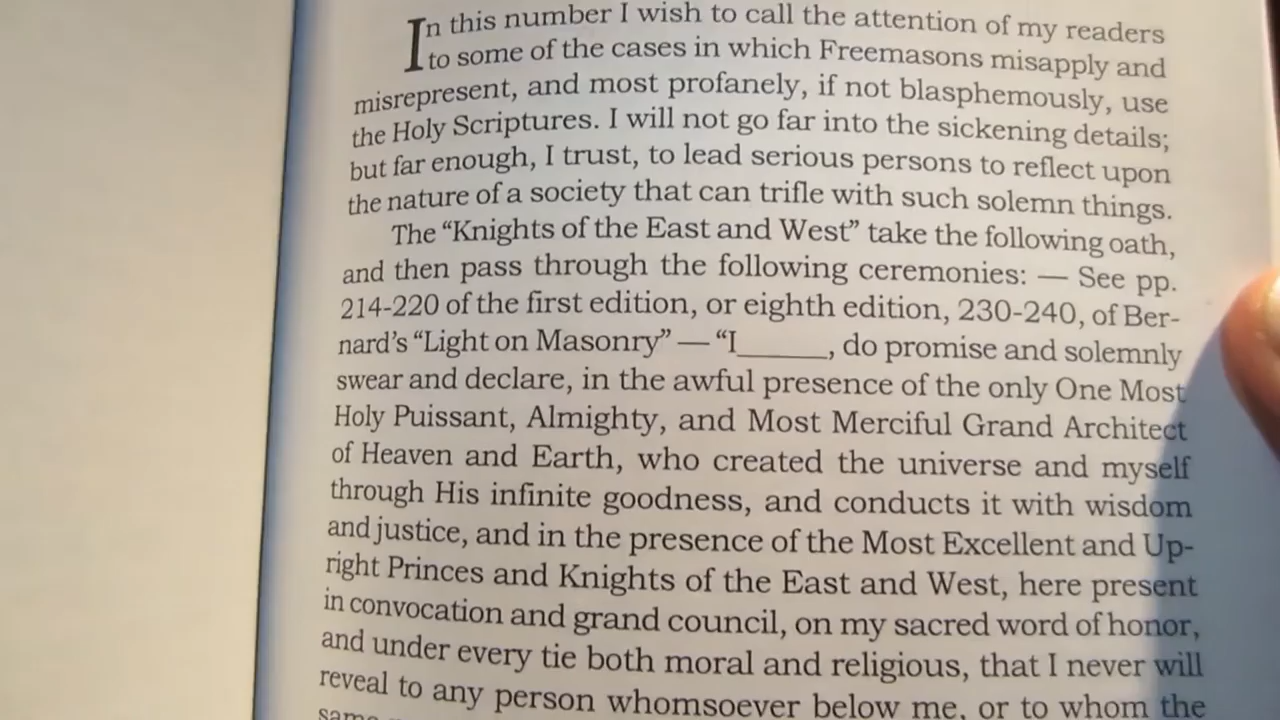 In this number I wish to call the attention of my readers
to some of the cases in which Freemasons misapply and
misrepresent, and most profanely, if not blasphemously, use
the Holy Scriptures. I will not go far into the sickening details;
but far enough, I trust, to lead serious persons to reflect upon
the nature of a society that can trifle with such solemn things.
The “Knights of the East and West” take the following oath,
and then pass through the following ceremonies: — See pp.
214-220 of the first edition, or eighth edition, 230-240, of Ber-
nard’s “Light on Masonry” — “I______, do promise and solemnly
swear and declare, in the awful presence of the only One Most
Holy Puissant, Almighty, and Most Merciful Grand Architect
of Heaven and Earth, who created the universe and myself
through His infinite goodness, and conducts it with wisdom
and justice, and in the presence of the Most Excellent and Up-
right Princes and Knights of the East and West, here present
in convocation and grand council, on my sacred word of honor,
and under every tie both moral and religious, that I never will
reveal to any person whomsoever below me, or to whom the
same